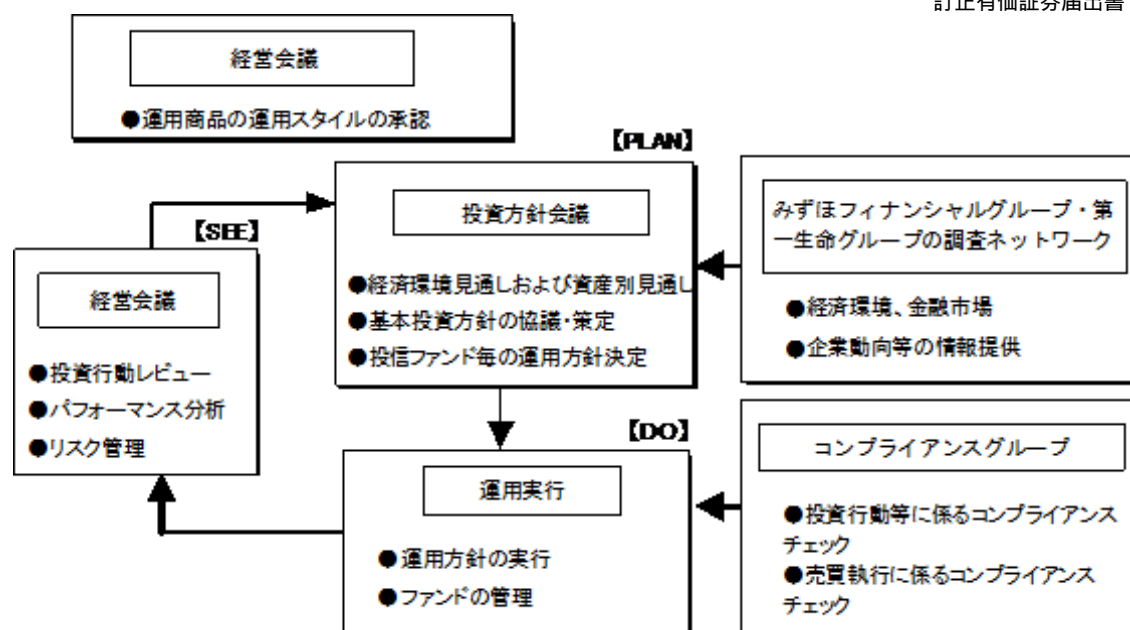 訂正有価証券届出書
経営会議
●運用商品の運用スタイルの承認
【PLAN】
投資方針会議
●経済環境見通しおよび資産別見通し
●基本投資方針の協議・策定
●投信ファンド毎の運用方針決定
みずほフィナンシャルグループ・第
一生命グループの調査ネットワーク
●経済環境、金融市場
●企業動向等の情報提供
【SEE】
経営会議
●投資行動レビュー
●パフォーマンス分析
●リスク管理
【DO】
運用実行
●運用方針の実行
●ファンドの管理
コンプライアンスグループ
●投資行動等に係るコンプライアンス
チェック
●売買執行に係るコンプライアンス
チェック